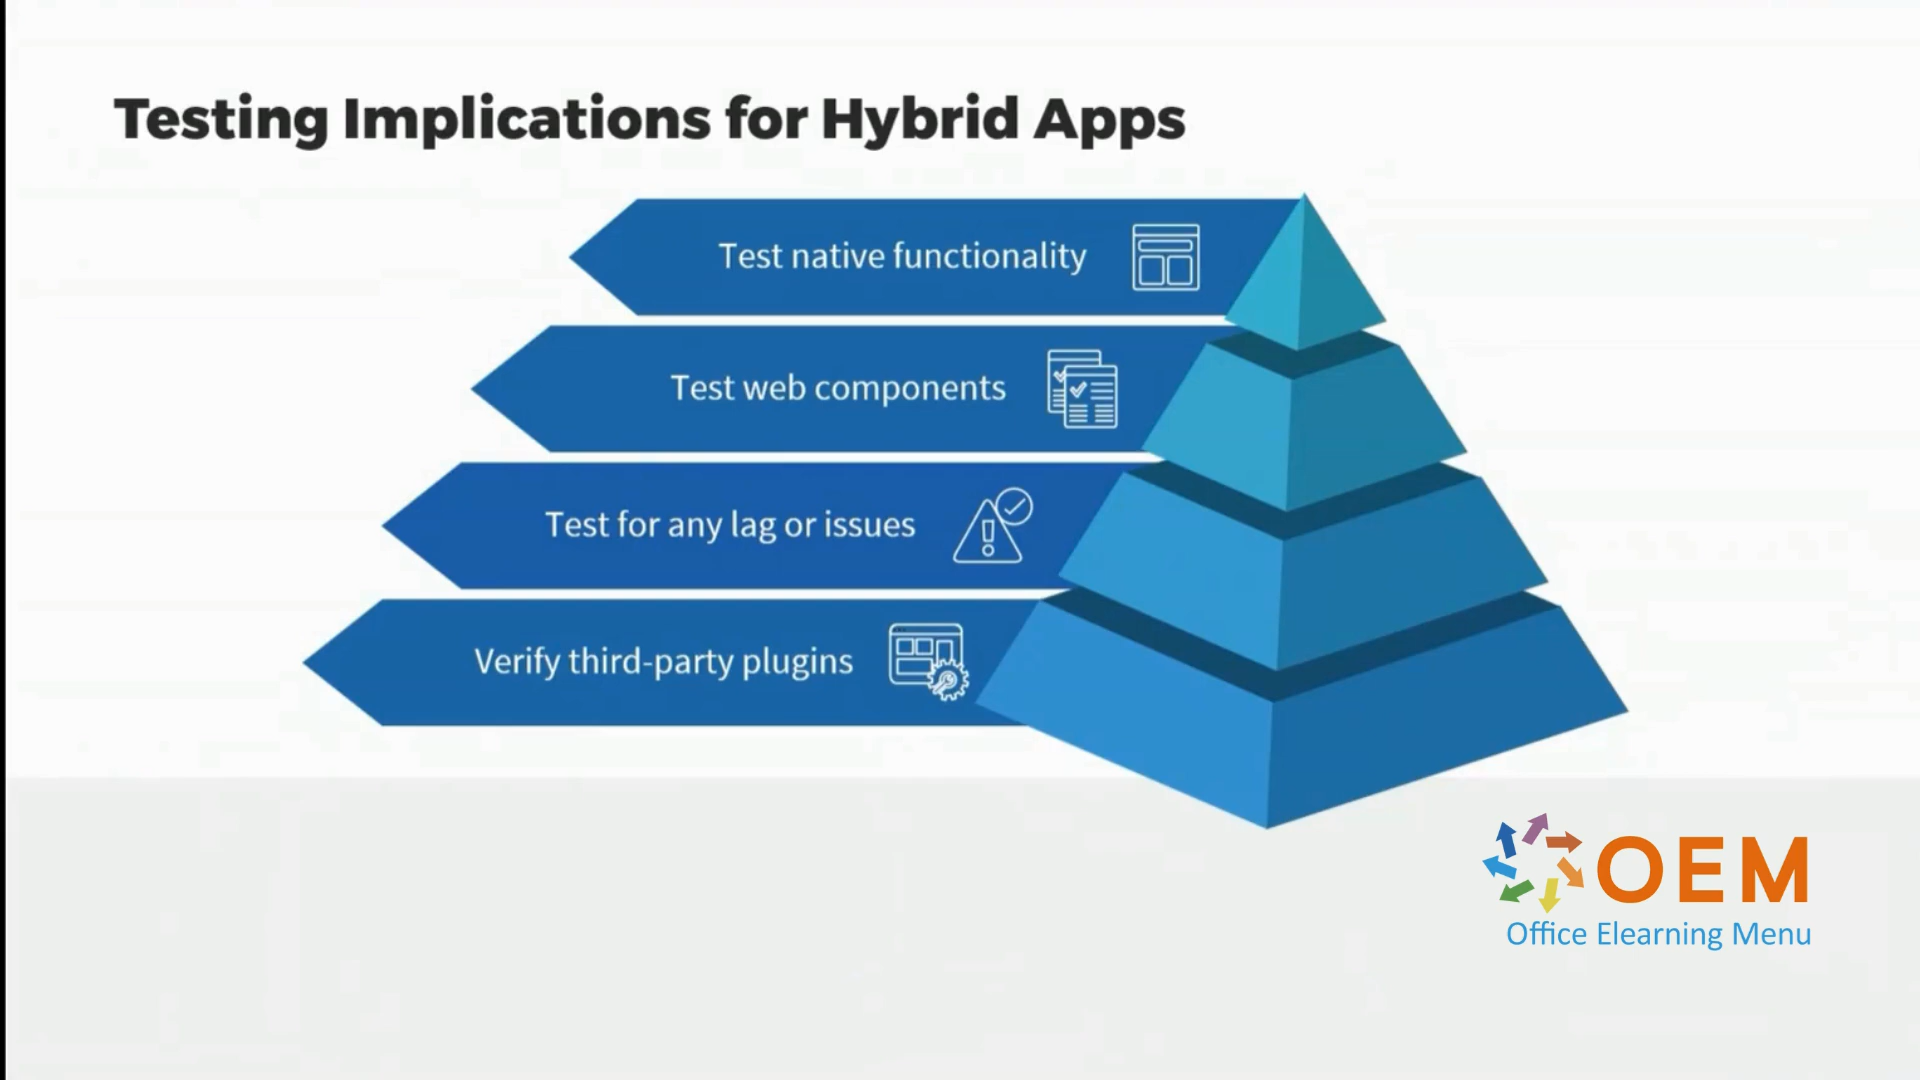 Testing Implications for Hybrid Apps
Test native functionality
Test web components
Test for any lag or issues
Verify third-party plugins
OEM
Office Elearning Menu